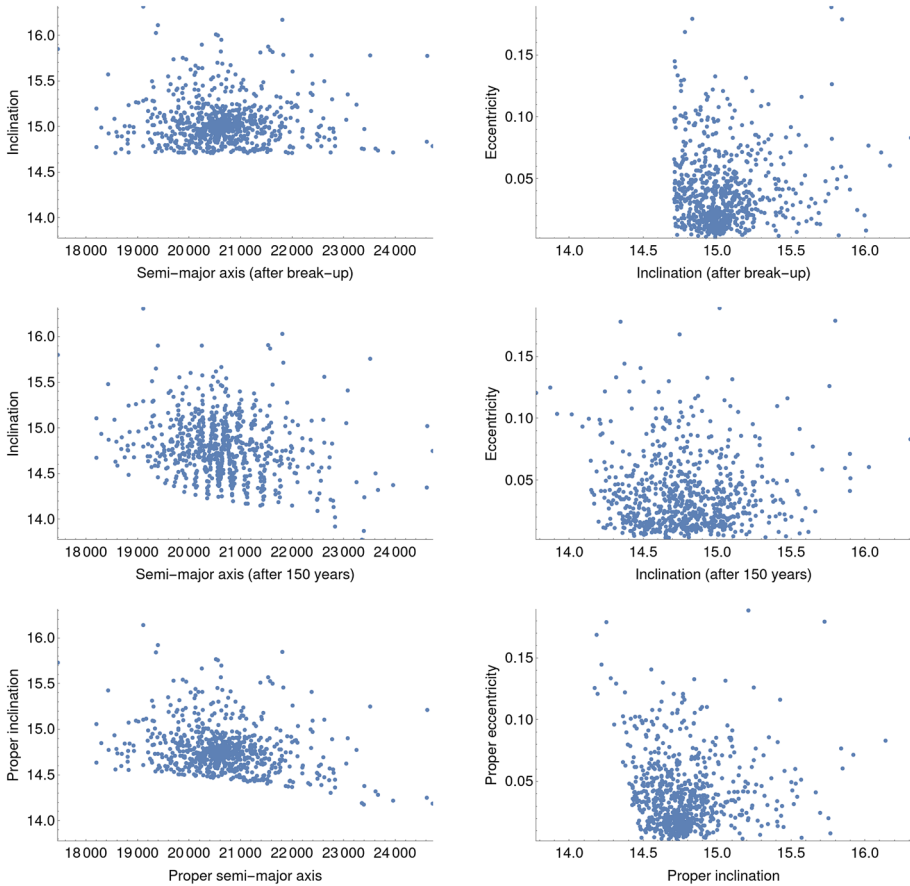 16.0
15.5
15.0
14.5
14.0
Inclination
18000 19000 20000 21000 22000 23000 24000
Semi-major axis (after break-up)
0.15
0.10
0.05
Eccentricity
14.0 14.5 15.0 15.5 16.0
Inclination (after break-up)
16.0
15.5
15.0
14.5
14.0
Inclination
18000 19000 20000 21000 22000 23000 24000
Semi-major axis (after 150 years)
0.15
0.10
0.05
Eccentricity
14.0 14.5 15.0 15.5 16.0
Inclination (after 150 years)
16.0
15.5
15.0
14.5
14.0
Proper inclination
18000 19000 20000 21000 22000 23000 24000
Proper semi-major axis
0.15
0.10
0.05
Proper eccentricity
14.0 14.5 15.0 15.5 16.0
Proper inclination